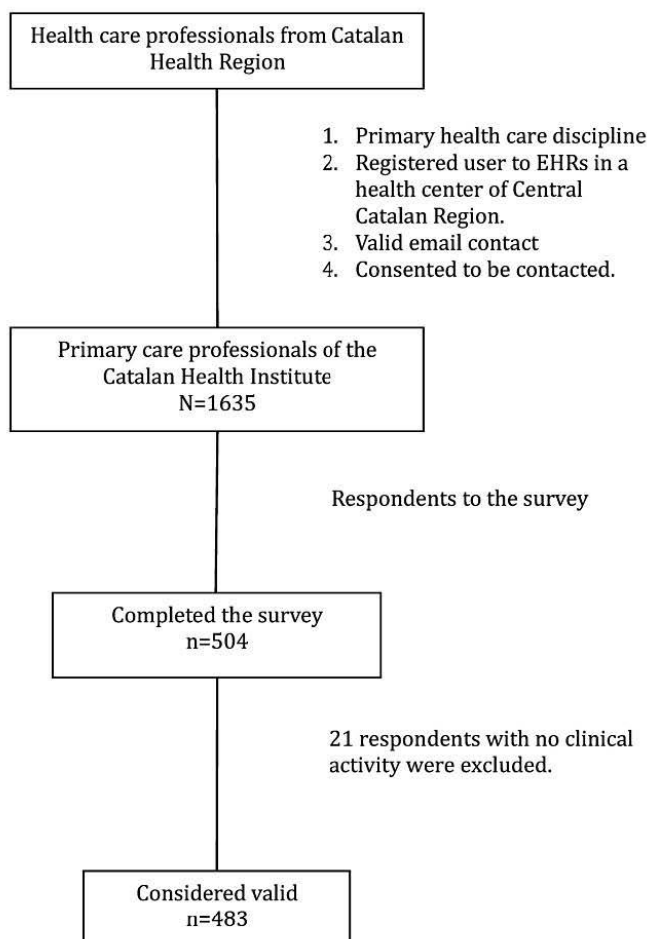 Health care professionals from Catalan
Health Region
1. Primary health care discipline
2. Registered user to EHRs in a
health center of Central
Catalan Region.
3. Valid email contact
4. Consented to be contacted.
Primary care professionals of the
Catalan Health Institute
N=1635
Respondents to the survey
Completed the survey
n=504
21 respondents with no clinical
activity were excluded.
Considered valid
n=483